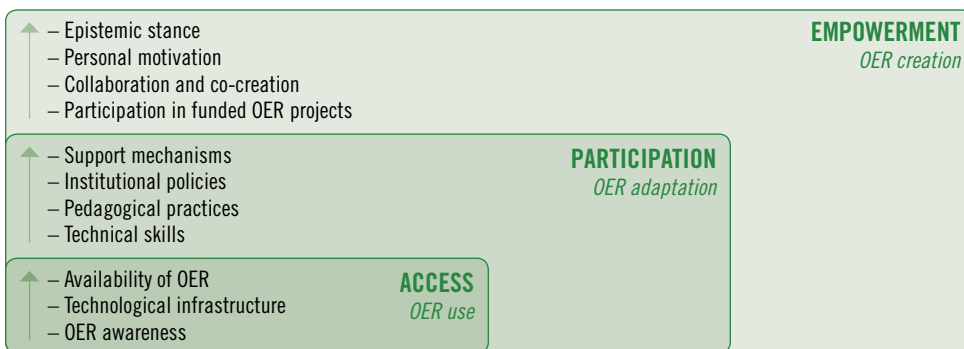 – Epistemic stance
– Personal motivation
– Collaboration and co-creation
– Participation in funded OER projects
EMPOWERMENT
OER creation
– Support mechanisms
– Institutional policies
– Pedagogical practices
– Technical skills
PARTICIPATION
OER adaptation
– Availability of OER
– Technological infrastructure
– OER awareness
ACCESS
OER use